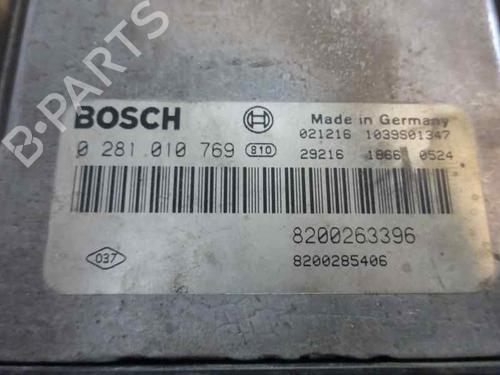 B-PARTS
BOSCH
Made in Germany
021216 1039S01347
0 281 010 769 810
29216 1866 0524
8200263396
037
8200285406